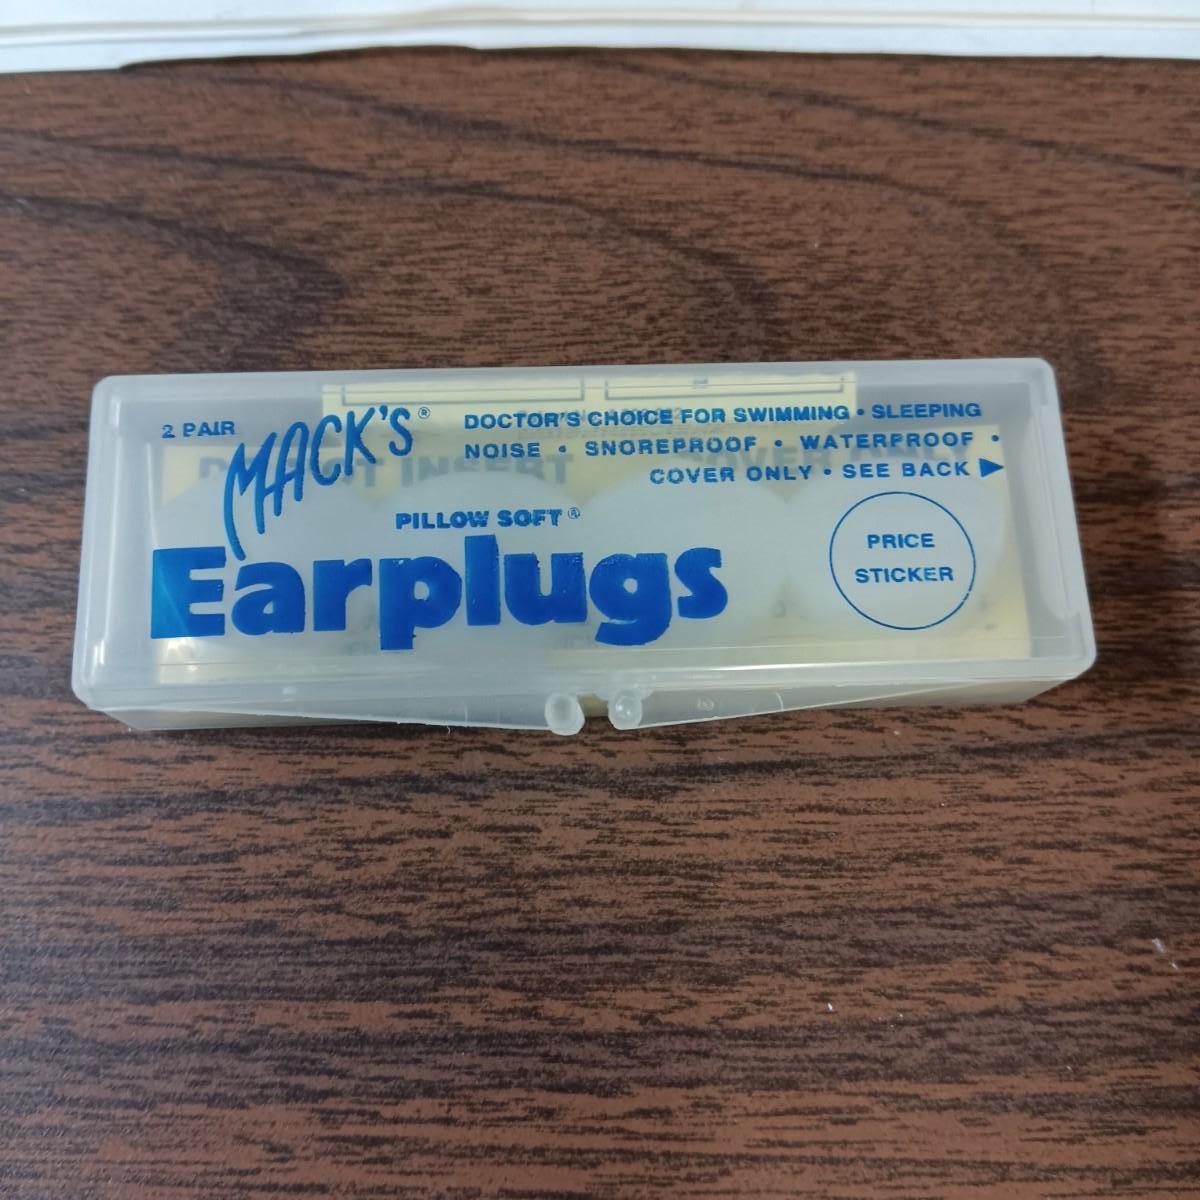 2 PAIR
MACK'S®
DOCTOR'S CHOICE FOR SWIMMING • SLEEPING
NOISE • SNOREPROOF • WATERPROOF •
COVER ONLY • SEE BACK ▶
PILLOW SOFT®
Earplugs
PRICE
STICKER
INSERT